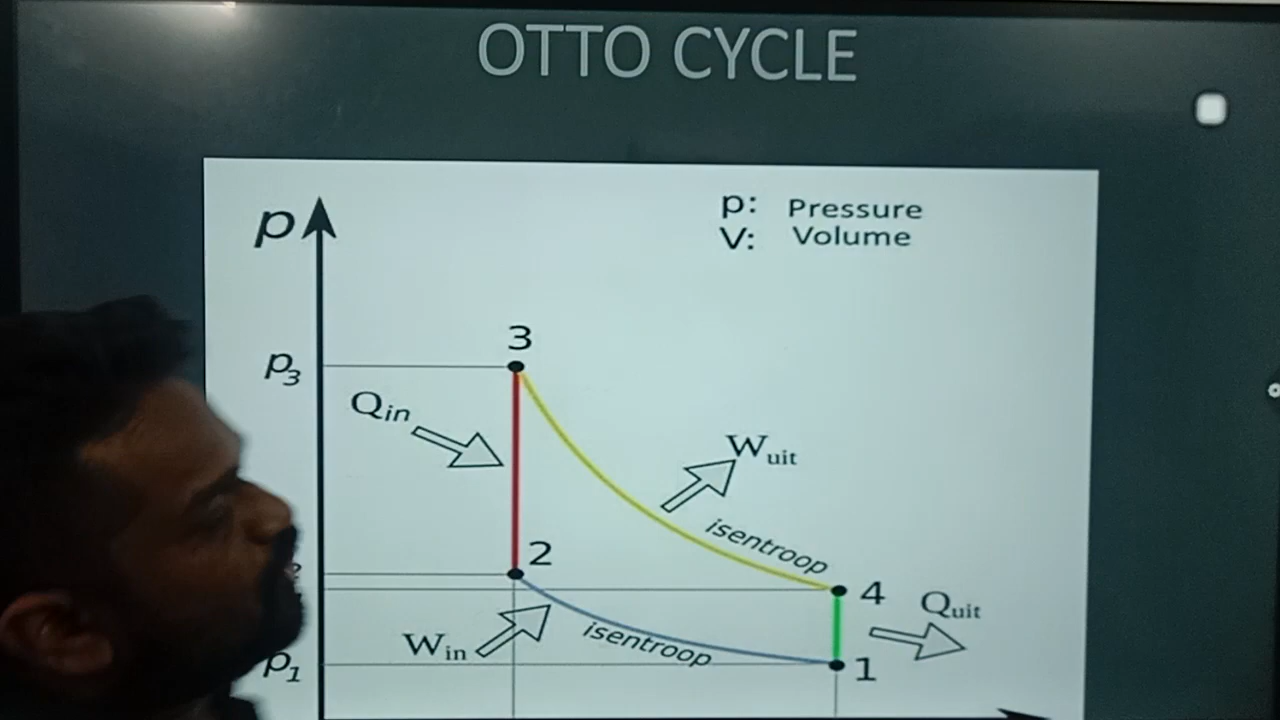 OTTO CYCLE
p
p: Pressure
V: Volume
3
p3
Qin
Wuit
isentroop
2
4
Quit
Win
isentroop
p1
1